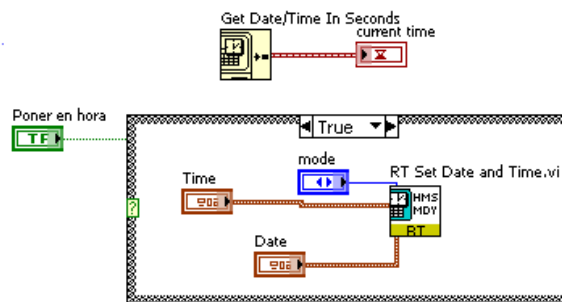 Get Date/Time In Seconds
current time
Poner en hora
TF
True
mode
RT Set Date and Time.vi
Time
HMS
MDY
RT
Date
?